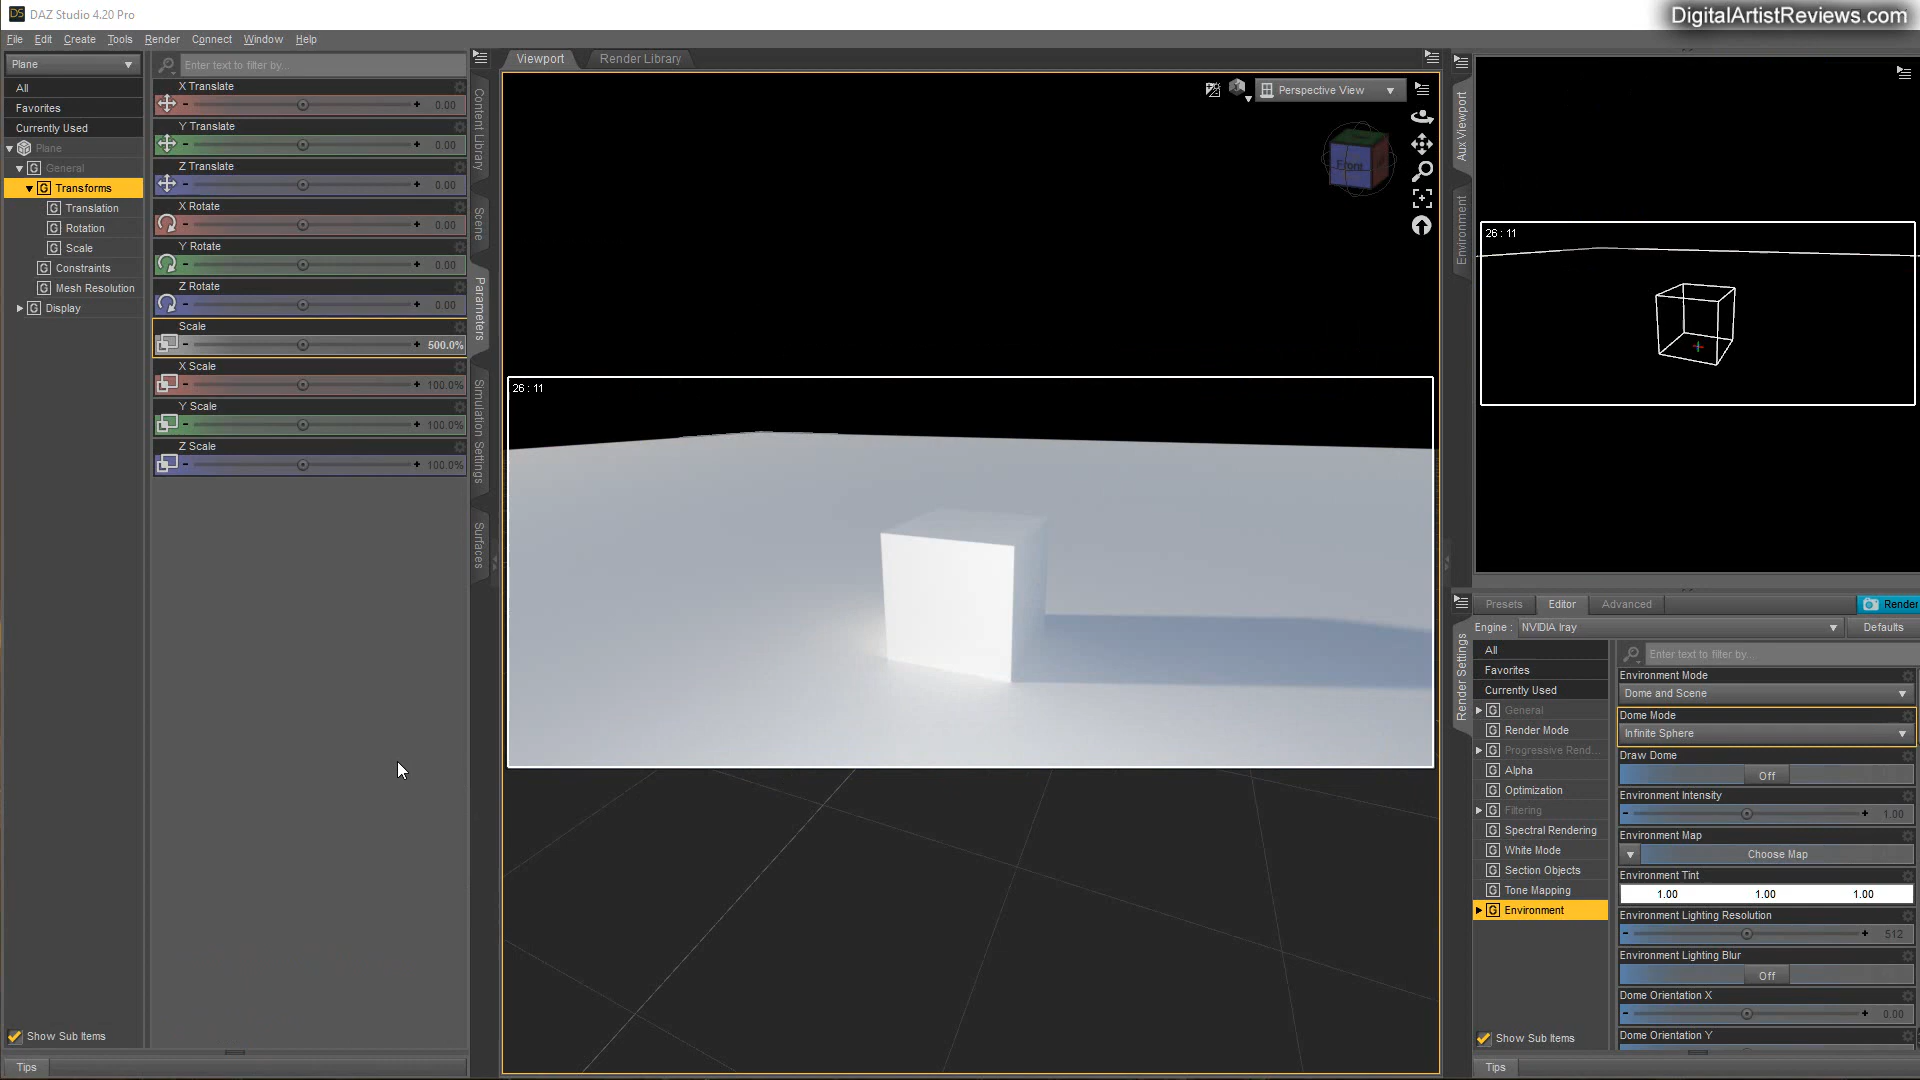 DAZ Studio 4.20 Pro
DigitalArtistReviews.com
File Edit Create Tools Render Connect Window Help
Plane
Enter text to filter by...
All
Favorites
Currently Used
Plane
General
Transforms
Translation
Rotation
Scale
Constraints
Mesh Resolution
Display
Show Sub Items
Tips
X Translate
0.00
Y Translate
0.00
Z Translate
0.00
X Rotate
0.00
Y Rotate
0.00
Z Rotate
0.00
Scale
500.0%
X Scale
100.0%
Y Scale
100.0%
Z Scale
100.0%
Content Library
Scene
Parameters
Simulation Settings
Surfaces
Viewport Render Library
Perspective View
Front
26 : 11
Aux Viewport
Environment
26 : 11
Render Settings
Presets Editor Advanced Render
Engine : NVIDIA Iray Defaults
All
Favorites
Currently Used
General
Render Mode
Progressive Rend...
Alpha
Optimization
Filtering
Spectral Rendering
White Mode
Section Objects
Tone Mapping
Environment
Show Sub Items
Tips
Enter text to filter by...
Environment Mode
Dome and Scene
Dome Mode
Infinite Sphere
Draw Dome
Off
Environment Intensity
1.00
Environment Map
Choose Map
Environment Tint
1.00 1.00 1.00
Environment Lighting Resolution
512
Environment Lighting Blur
Off
Dome Orientation X
0.00
Dome Orientation Y